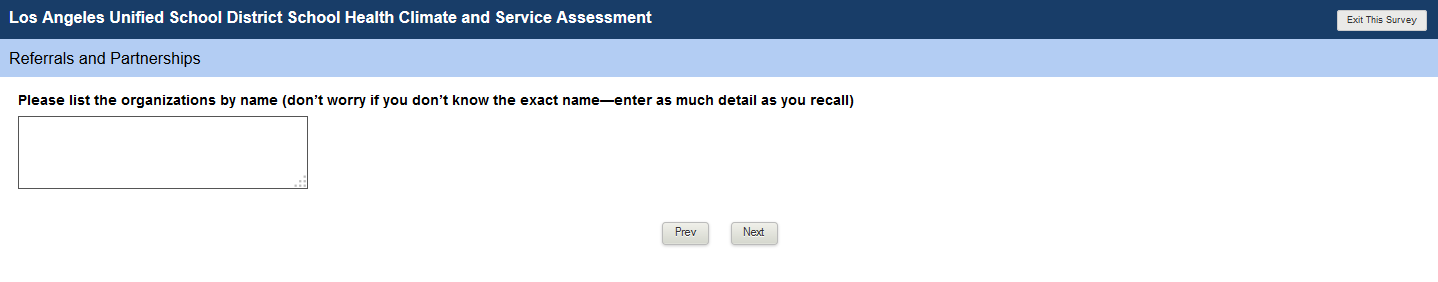 Los Angeles Unified School District School Health Climate and Service Assessment
Exit This Survey
Referrals and Partnerships
Please list the organizations by name (don’t worry if you don’t know the exact name—enter as much detail as you recall)
Prev
Next